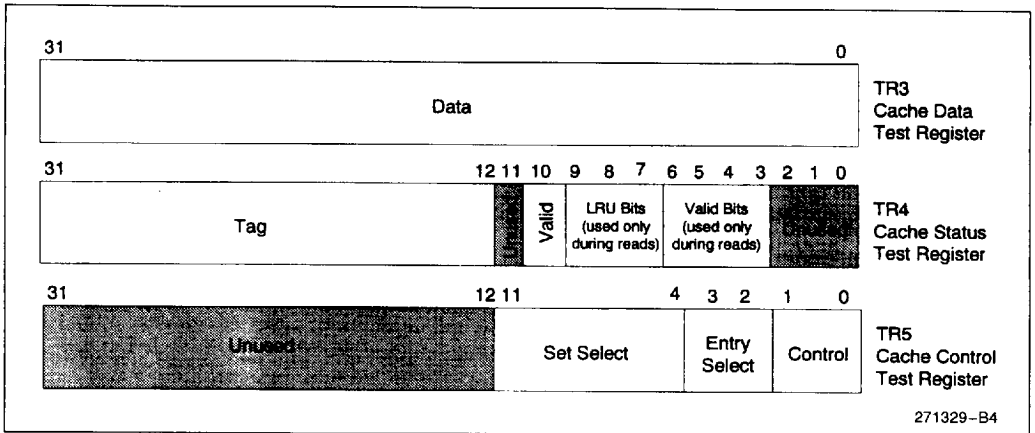 31 0
Data
TR3
Cache Data
Test Register
31 12 11 10 9 8 7 6 5 4 3 2 1 0
Tag
Unused
Valid
LRU Bits
(used only
during reads)
Valid Bits
(used only
during reads)
Unused
TR4
Cache Status
Test Register
31 12 11 4 3 2 1 0
Unused
Set Select
Entry
Select
Control
TR5
Cache Control
Test Register
271329-B4